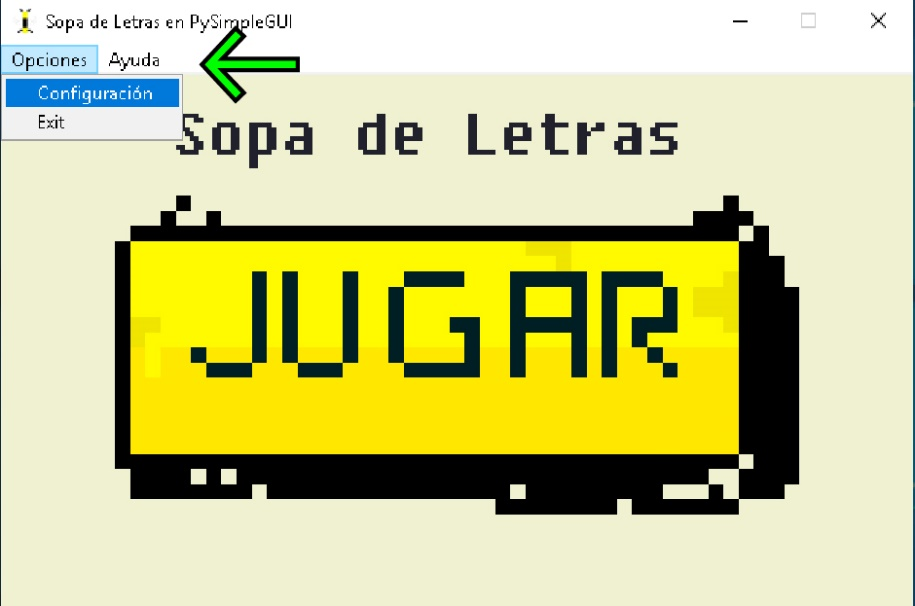 Sopa de Letras en PySimpleGUI
Opciones Ayuda
Configuración
Exit
Sopa de Letras
JUGAR